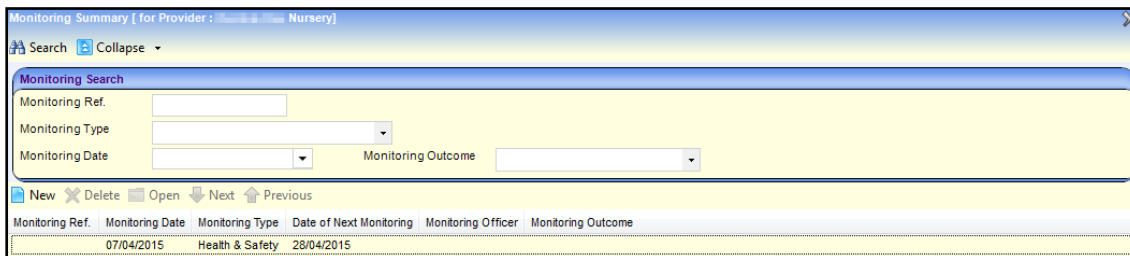 Monitoring Summary [ for Provider : Nursery]
Search Collapse
Monitoring Search
Monitoring Ref.
Monitoring Type
Monitoring Date Monitoring Outcome
New Delete Open Next Previous
Monitoring Ref. Monitoring Date Monitoring Type Date of Next Monitoring Monitoring Officer Monitoring Outcome
07/04/2015 Health & Safety 28/04/2015